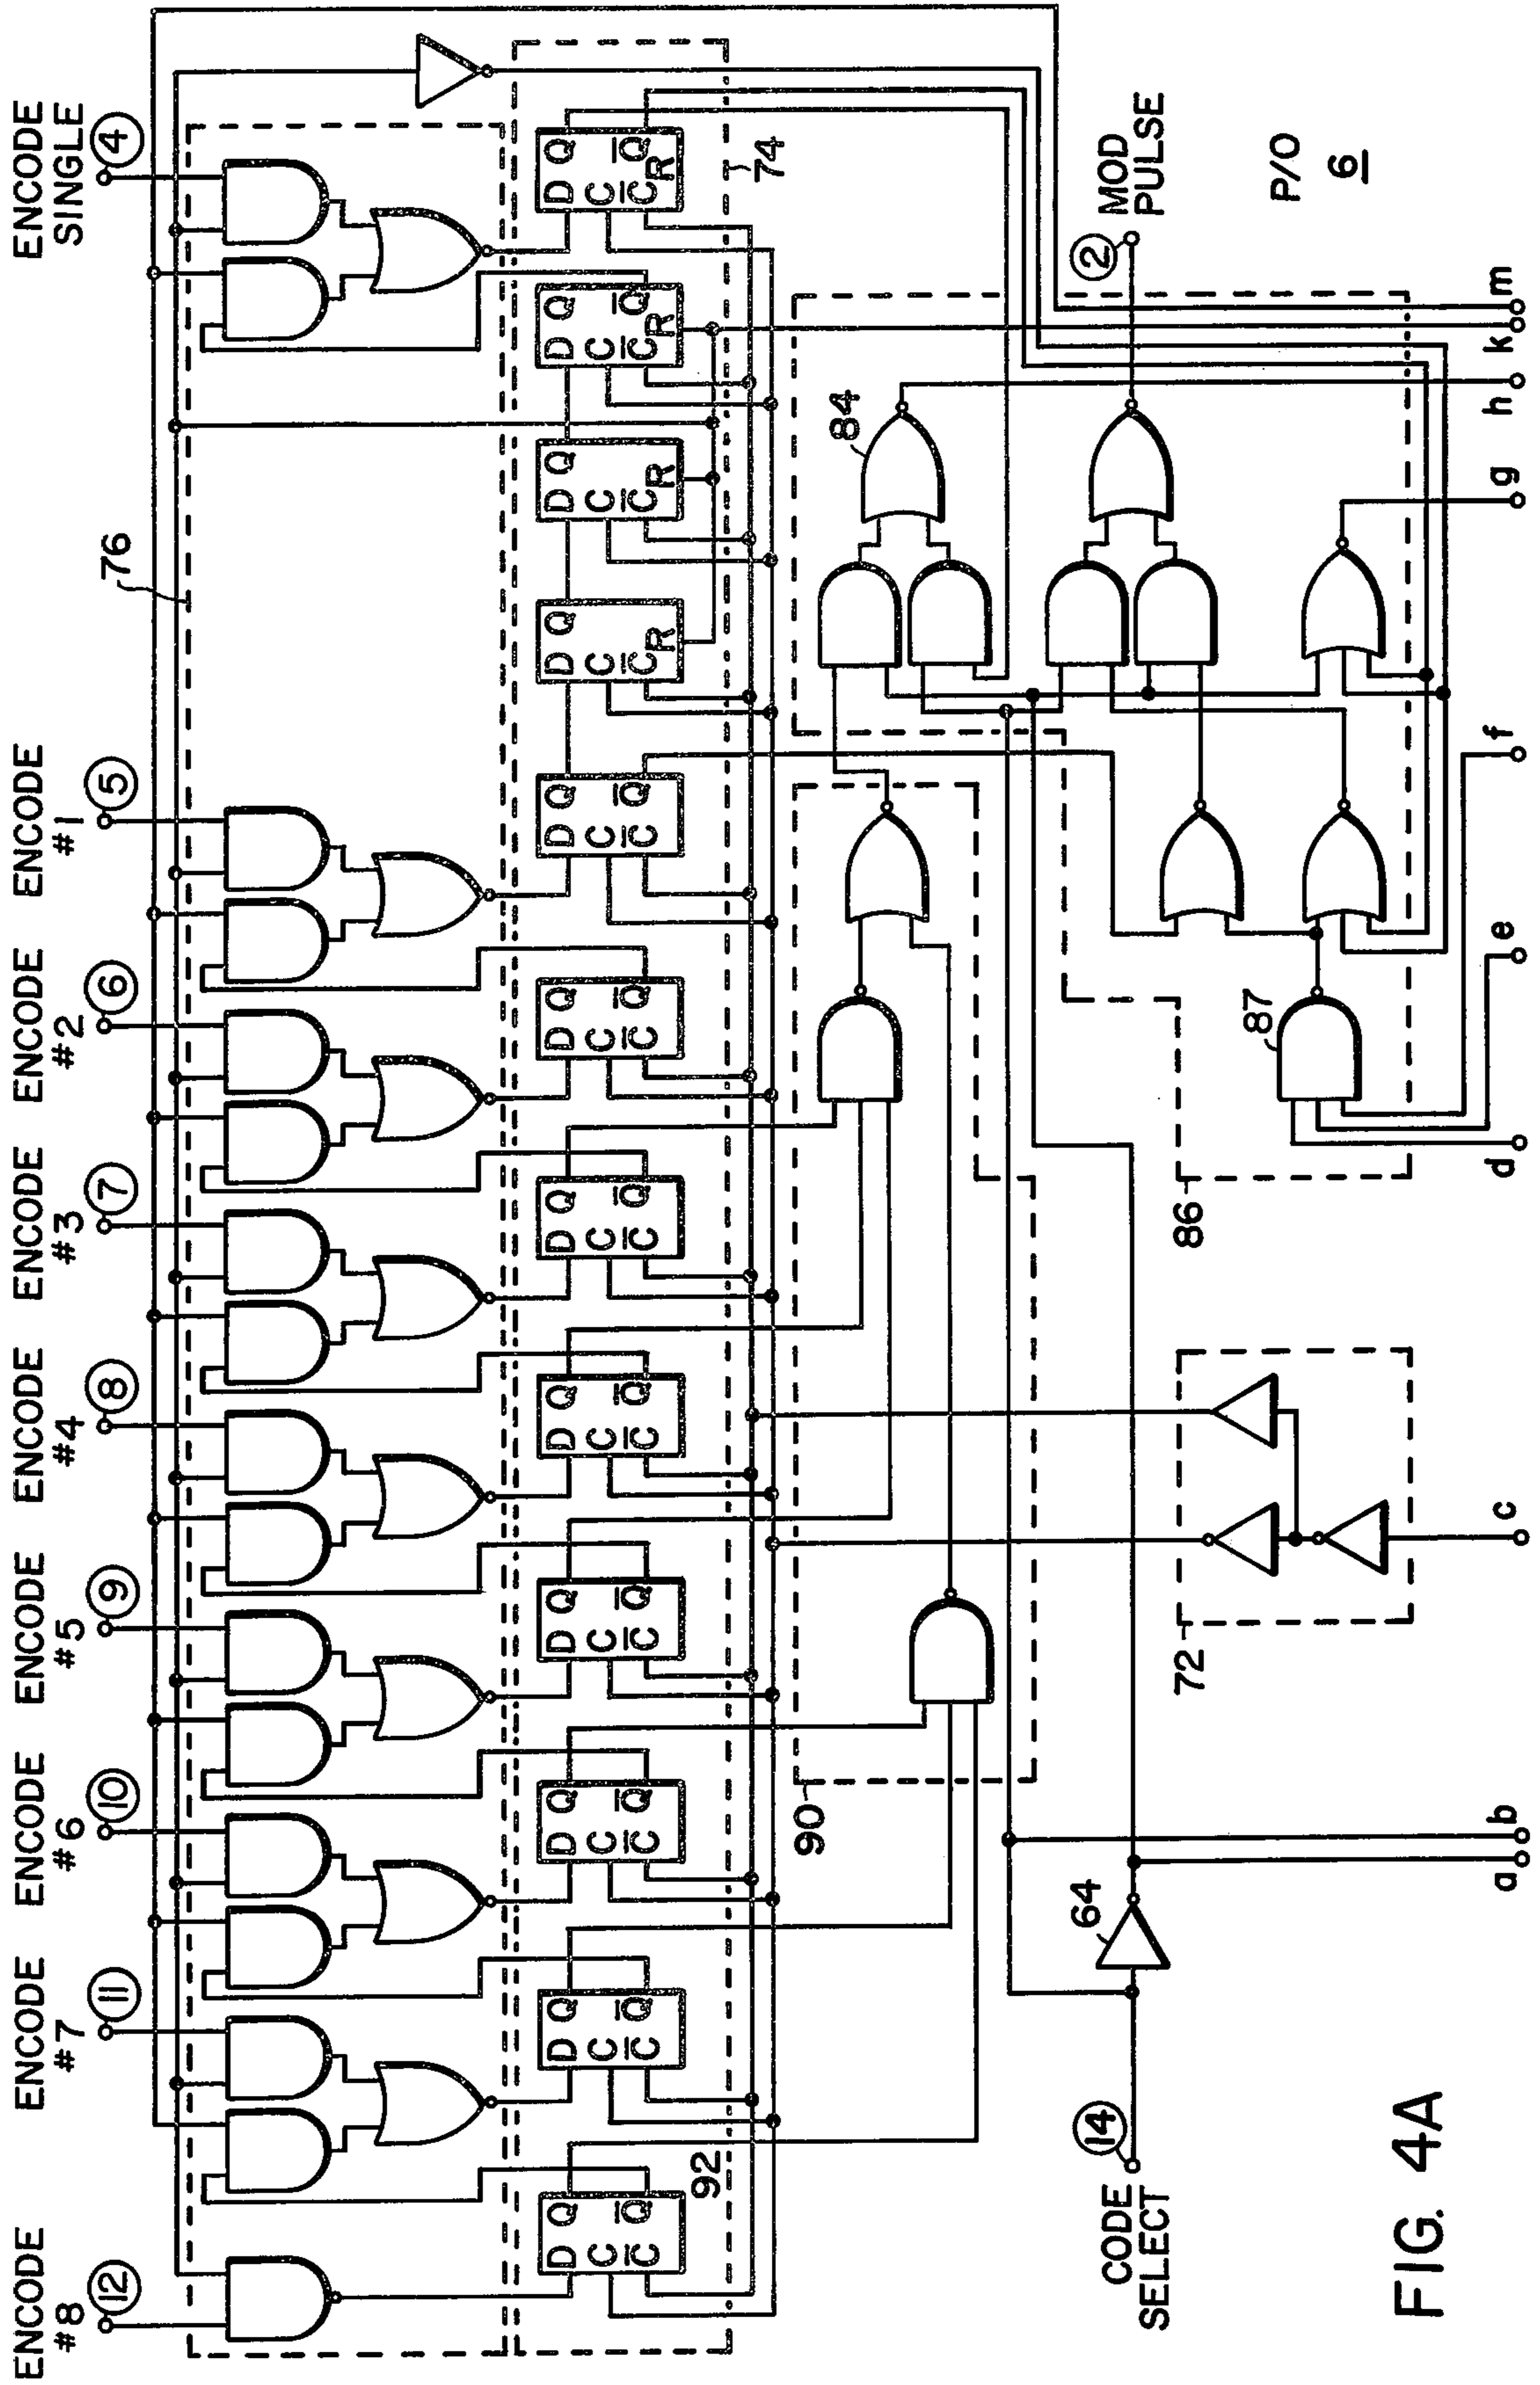 ENCODE
#8
12
ENCODE
#7
11
ENCODE
#6
10
ENCODE
#5
9
ENCODE
#4
8
ENCODE
#3
7
ENCODE
#2
6
ENCODE
#1
5
ENCODE
SINGLE
4
76
D Q
C
C̅ Q̅
D Q
C
C̅ Q̅
D Q
C
C̅ Q̅
D Q
C
C̅ Q̅
D Q
C
C̅ Q̅
D Q
C
C̅ Q̅
D Q
C
C̅ Q̅
D Q
C
C̅ Q̅
D Q
C
C̅ R
D Q
C
C̅ R
D Q
C
C̅ Q̅
R
D Q
C
C̅ Q̅
R
92
74
90
84
CODE
SELECT
14
64
72
86
87
2
MOD
PULSE
P/O
6
a
b
c
d
e
f
g
h
k
m
FIG. 4A